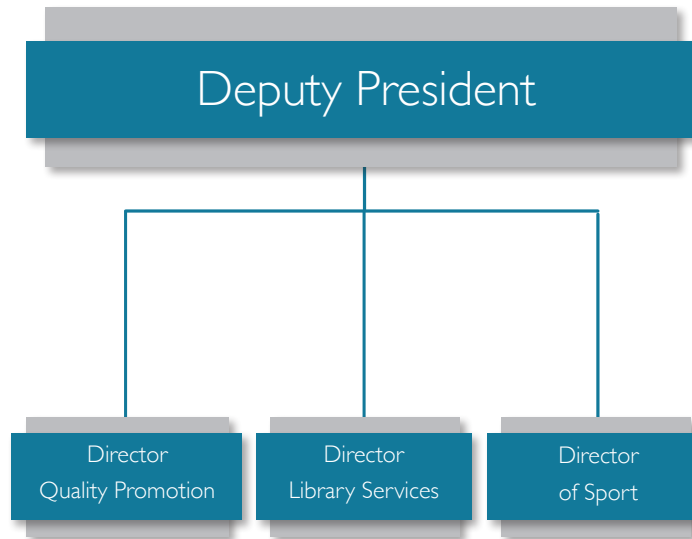 Deputy President
Director
Quality Promotion
Director
Library Services
Director
of Sport